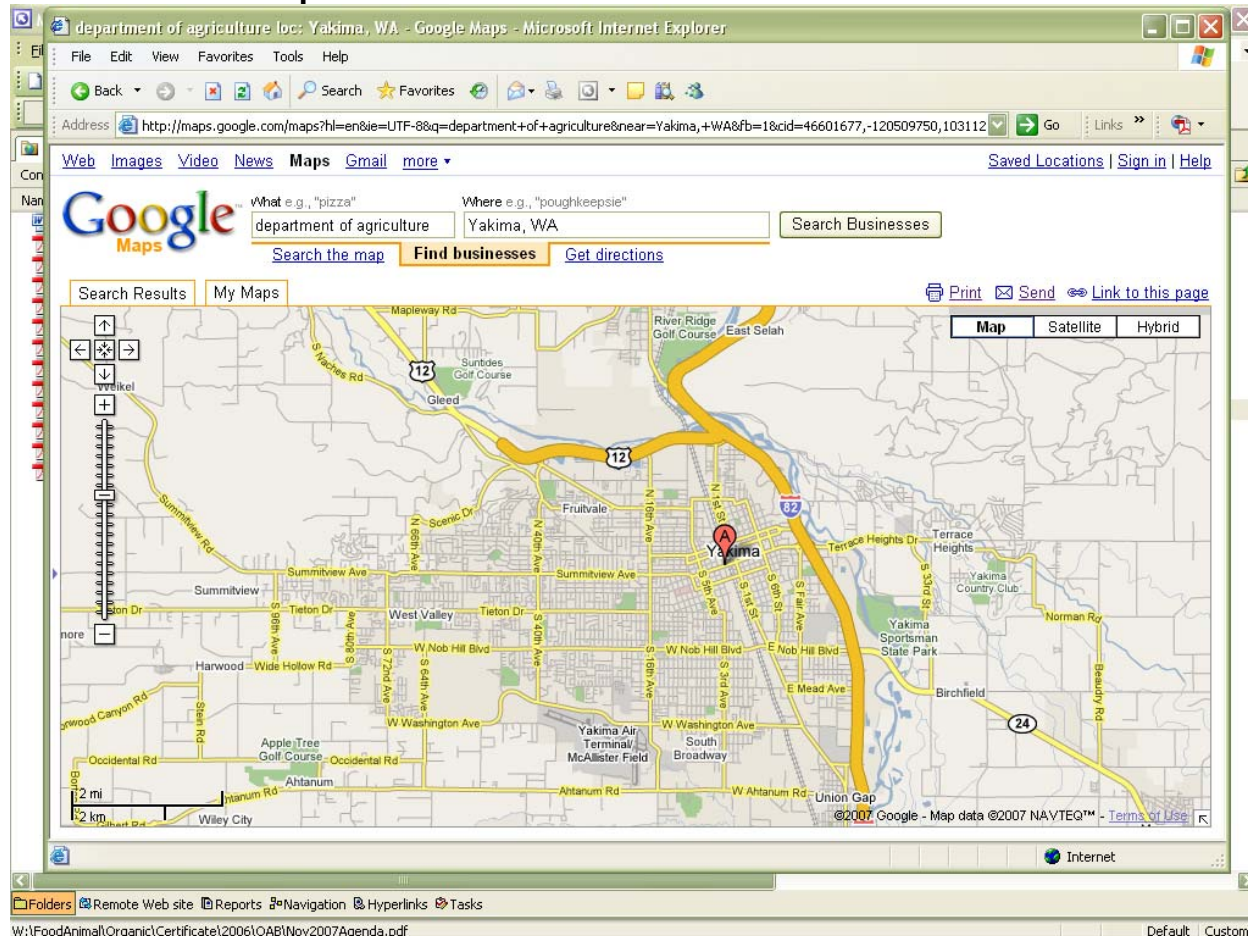 department of agriculture loc: Yakima, WA - Google Maps - Microsoft Internet Explorer
File Edit View Favorites Tools Help
Back Search Favorites
Address http://maps.google.com/maps?hl=en&ie=UTF-8&q=department+of+agriculture&near=Yakima,+WA&fb=1&cid=46601677,-120509750,103112 Go Links »
Web Images Video News Maps Gmail more Saved Locations | Sign in | Help
Google Maps
What e.g., "pizza" Where e.g., "poughkeepsie"
department of agriculture Yakima, WA Search Businesses
Search the map Find businesses Get directions
Search Results My Maps Print Send Link to this page
Map Satellite Hybrid
Mapleway Rd
River Ridge Golf Course East Selah
S Naches Rd 12 Suntides Golf Course
Weikel
Gleed
12
N 1st St
82
Summitview Rd N 66th Ave Scenic Dr N 40th Ave Fruitvale N 16th Ave
A
Yakima Terrace Heights Dr Terrace Heights
Summitview Ave Summitview Ave
Summitview S 5th Ave S 1st St S 6th St S Fair Ave S 33rd St Yakima Country Club
Tieton Dr West Valley Tieton Dr
S 96th Ave S 80th Ave S 72nd Ave S 64th Ave S 40th Ave S 16th Ave S 3rd Ave
Yakima Sportsman State Park Norman Rd
W Nob Hill Blvd W Nob Hill Blvd E Nob Hill Blvd
Harwood Wide Hollow Rd
E Mead Ave Birchfield Beaudry Rd
Stein Rd
W Washington Ave W Washington Ave 24
Yakima Air Terminal/ McAllister Field South Broadway
Apple Tree Golf Course
Occidental Rd Occidental Rd
Ahtanum
Ahtanum Rd W Ahtanum Rd Union Gap
2 mi
2 km
Wiley City
©2007 Google - Map data ©2007 NAVTEQ™ - Terms of Use
Internet
Folders Remote Web site Reports Navigation Hyperlinks Tasks
W:\FoodAnimal\Organic\Certificate\2006\OAB\Nov2007Agenda.pdf Default Custom